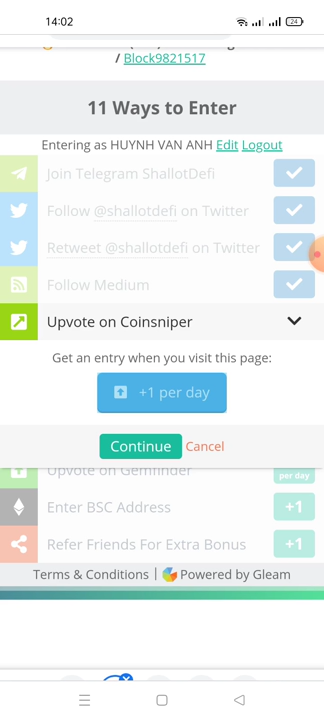 14:02
24
/ Block9821517
11 Ways to Enter
Entering as HUYNH VAN ANH Edit Logout
Join Telegram ShallotDefi
Follow @shallotdefi on Twitter
Retweet @shallotdefi on Twitter
Follow Medium
Upvote on Coinsniper
Get an entry when you visit this page:
+1 per day
Continue Cancel
Upvote on Gemfinder per day
Enter BSC Address +1
Refer Friends For Extra Bonus +1
Terms & Conditions | Powered by Gleam